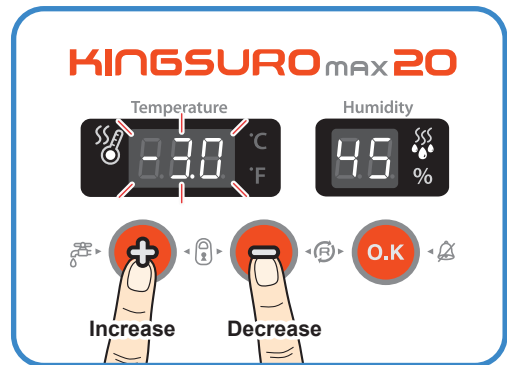 KINGSURO MAX 20
Temperature Humidity
-3.0 °C °F 45 %
+ - O.K
R
Increase Decrease